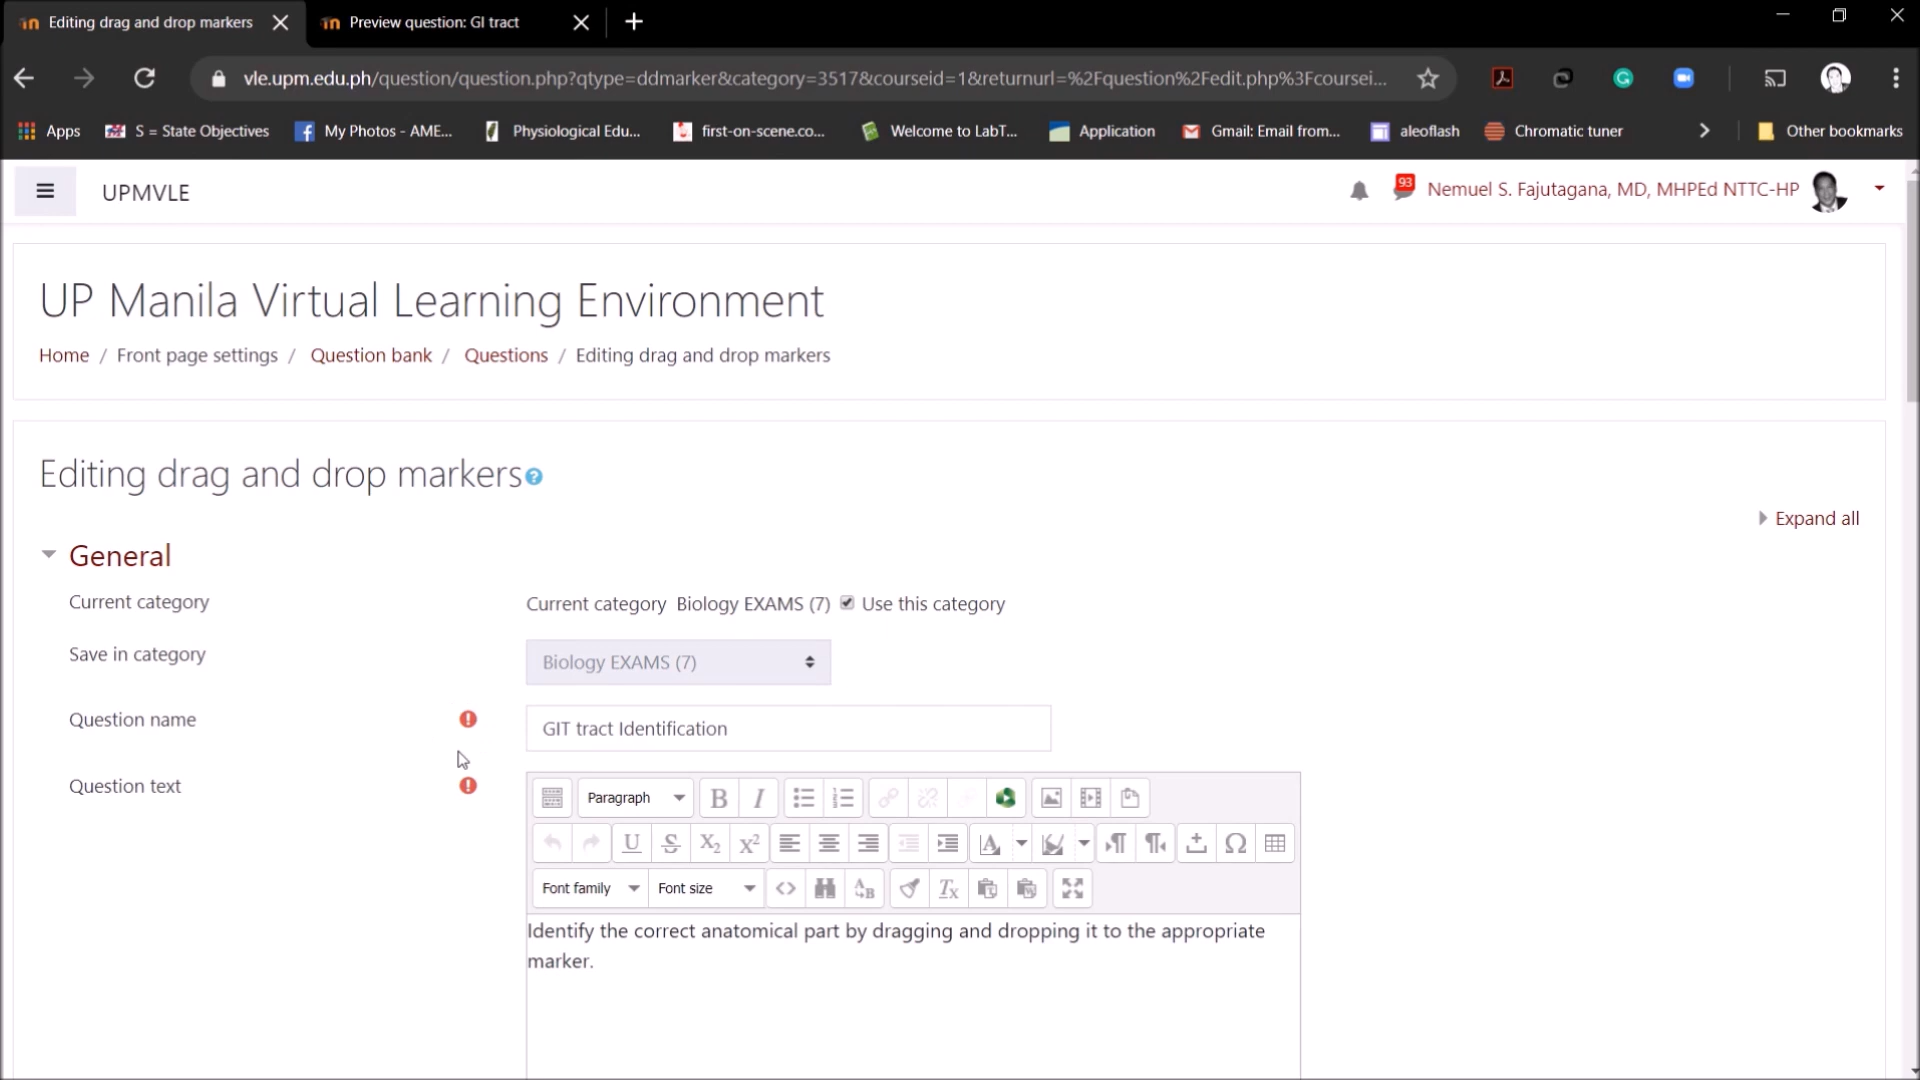 Editing drag and drop markers
Preview question: GI tract
vle.upm.edu.ph/question/question.php?qtype=ddmarker&category=3517&courseid=1&returnurl=%2Fquestion%2Fedit.php%3Fcoursei...
Apps
S = State Objectives
My Photos - AME...
Physiological Edu...
first-on-scene.co...
Welcome to LabT...
Application
Gmail: Email from...
aleoflash
Chromatic tuner
Other bookmarks
UPMVLE
93
Nemuel S. Fajutagana, MD, MHPEd NTTC-HP
UP Manila Virtual Learning Environment
Home / Front page settings / Question bank / Questions / Editing drag and drop markers
Editing drag and drop markers
Expand all
General
Current category
Current category Biology EXAMS (7) Use this category
Save in category
Biology EXAMS (7)
Question name
GIT tract Identification
Question text
Paragraph
Font family
Font size
Identify the correct anatomical part by dragging and dropping it to the appropriate
marker.